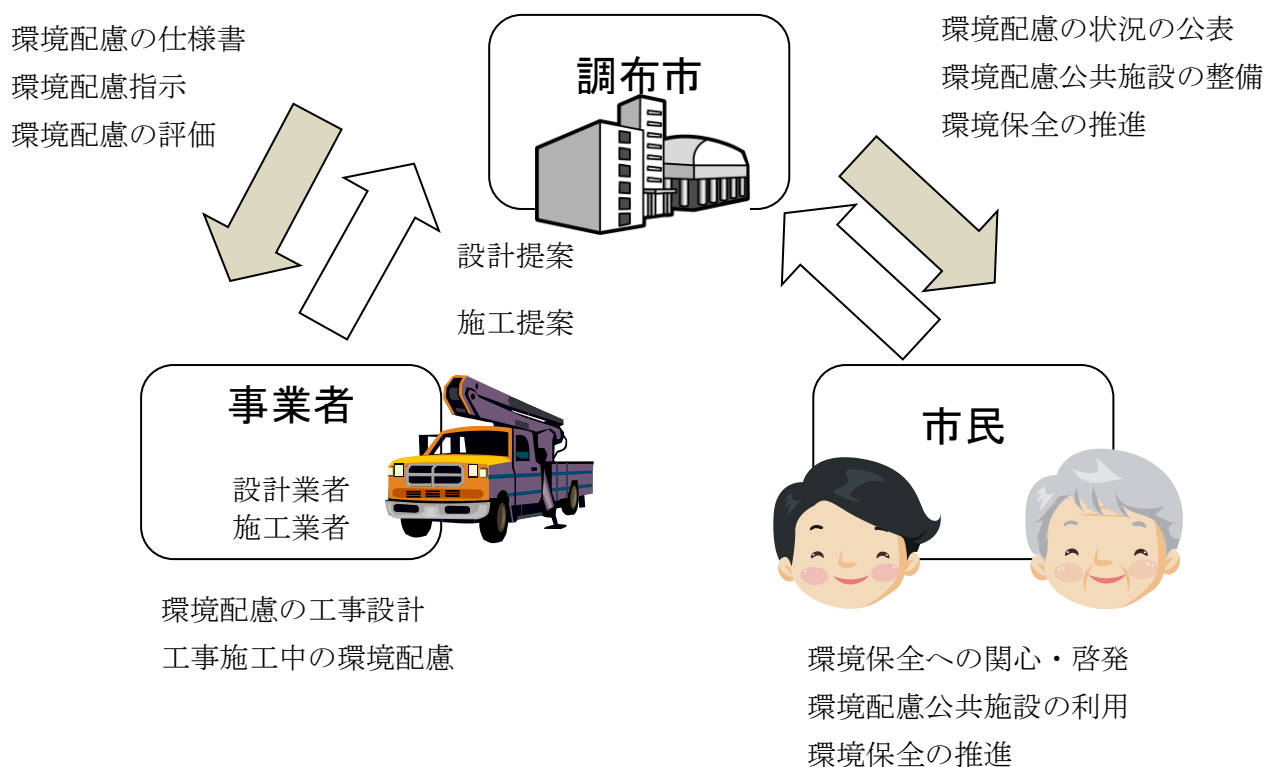 環境配慮の仕様書
環境配慮指示
環境配慮の評価
調布市
環境配慮の状況の公表
環境配慮公共施設の整備
環境保全の推進
設計提案
施工提案
事業者
設計業者
施工業者
環境配慮の工事設計
工事施工中の環境配慮
市民
環境保全への関心・啓発
環境配慮公共施設の利用
環境保全の推進